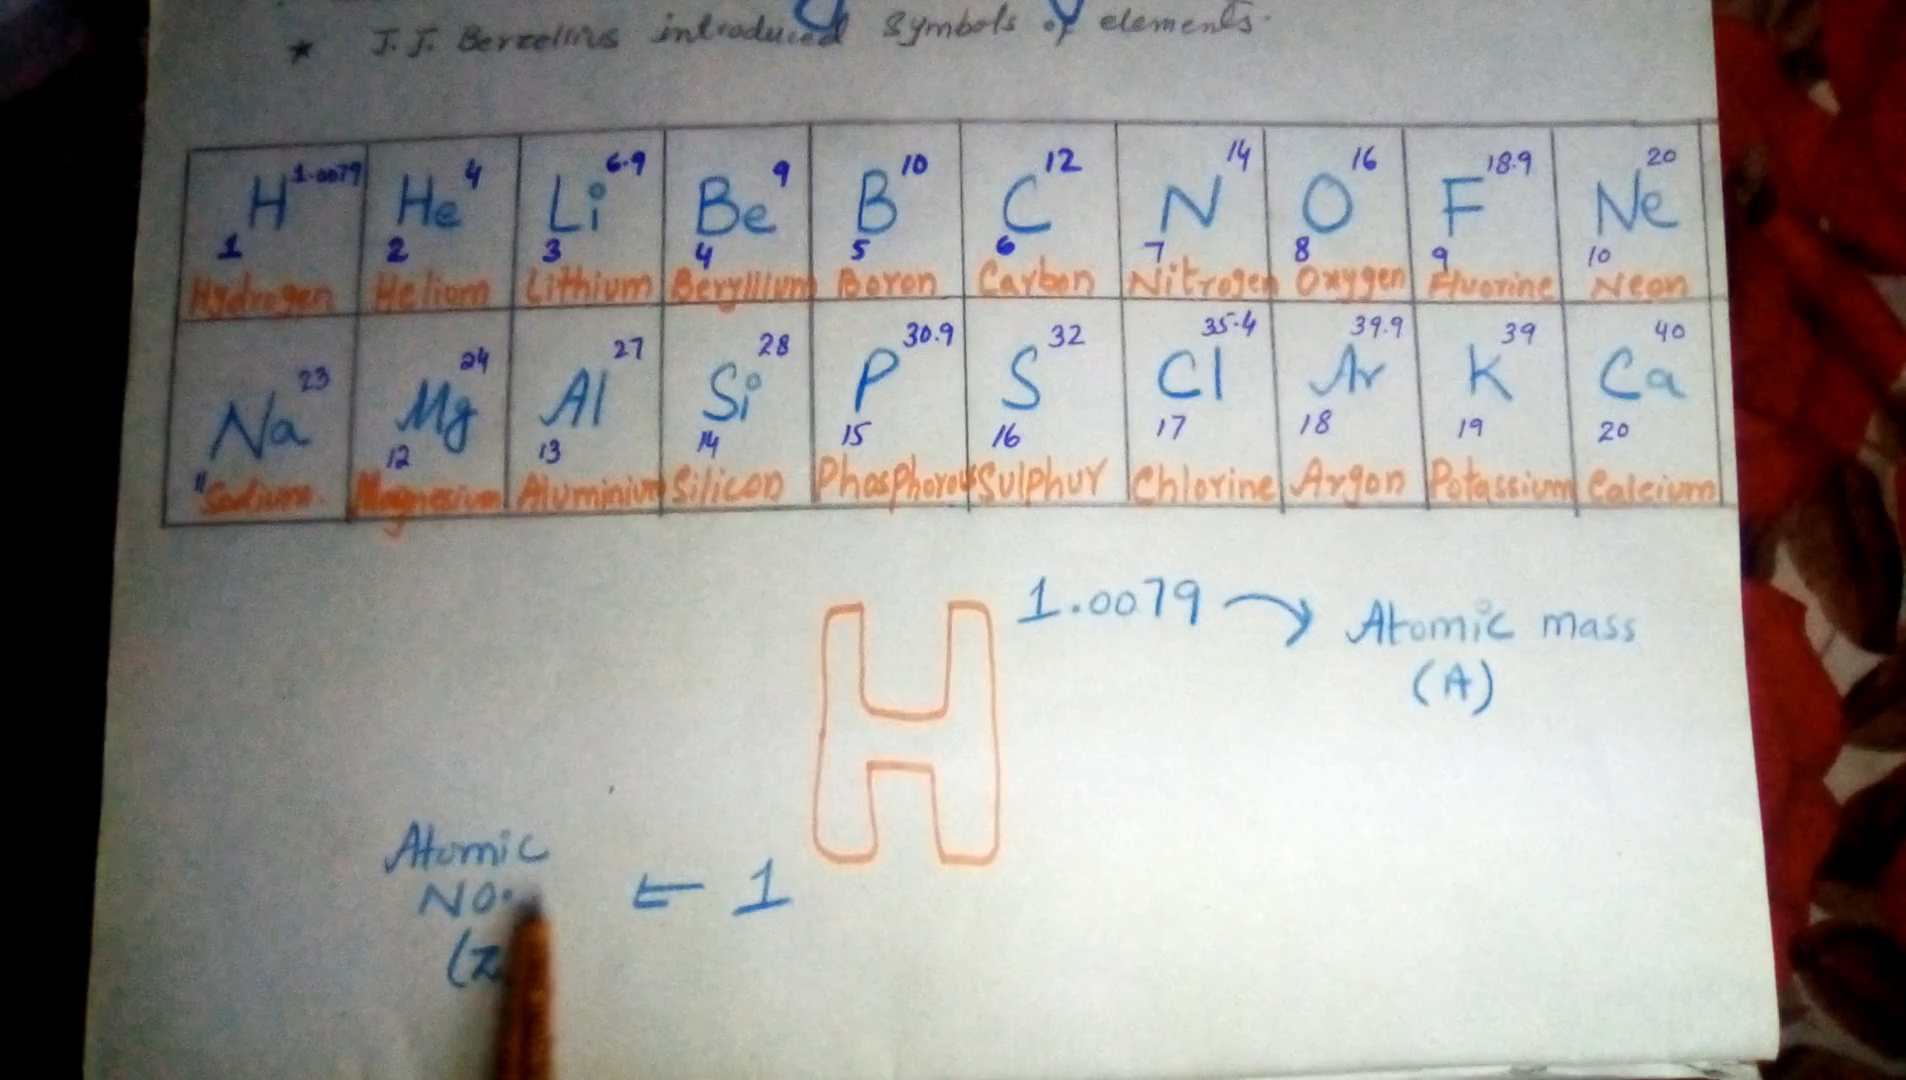 * J.J. Berzellius introduced symbols of elements.
H 1.0079 He 4 Li 6.9 Be 9 B 10 C 12 N 14 O 16 F 18.9 Ne 20
1 2 3 4 5 6 7 8 9 10
Hydrogen Helium Lithium Beryllium Boron Carbon Nitrogen Oxygen Fluorine Neon
Na 23 Mg 24 Al 27 Si 28 P 30.9 S 32 Cl 35.4 Ar 39.9 K 39 Ca 40
11 12 13 14 15 16 17 18 19 20
Sodium Magnesium Aluminium Silicon Phosphorous Sulphur Chlorine Argon Potassium Calcium
H 1.0079 → Atomic mass
(A)
Atomic
No. ← 1
(Z